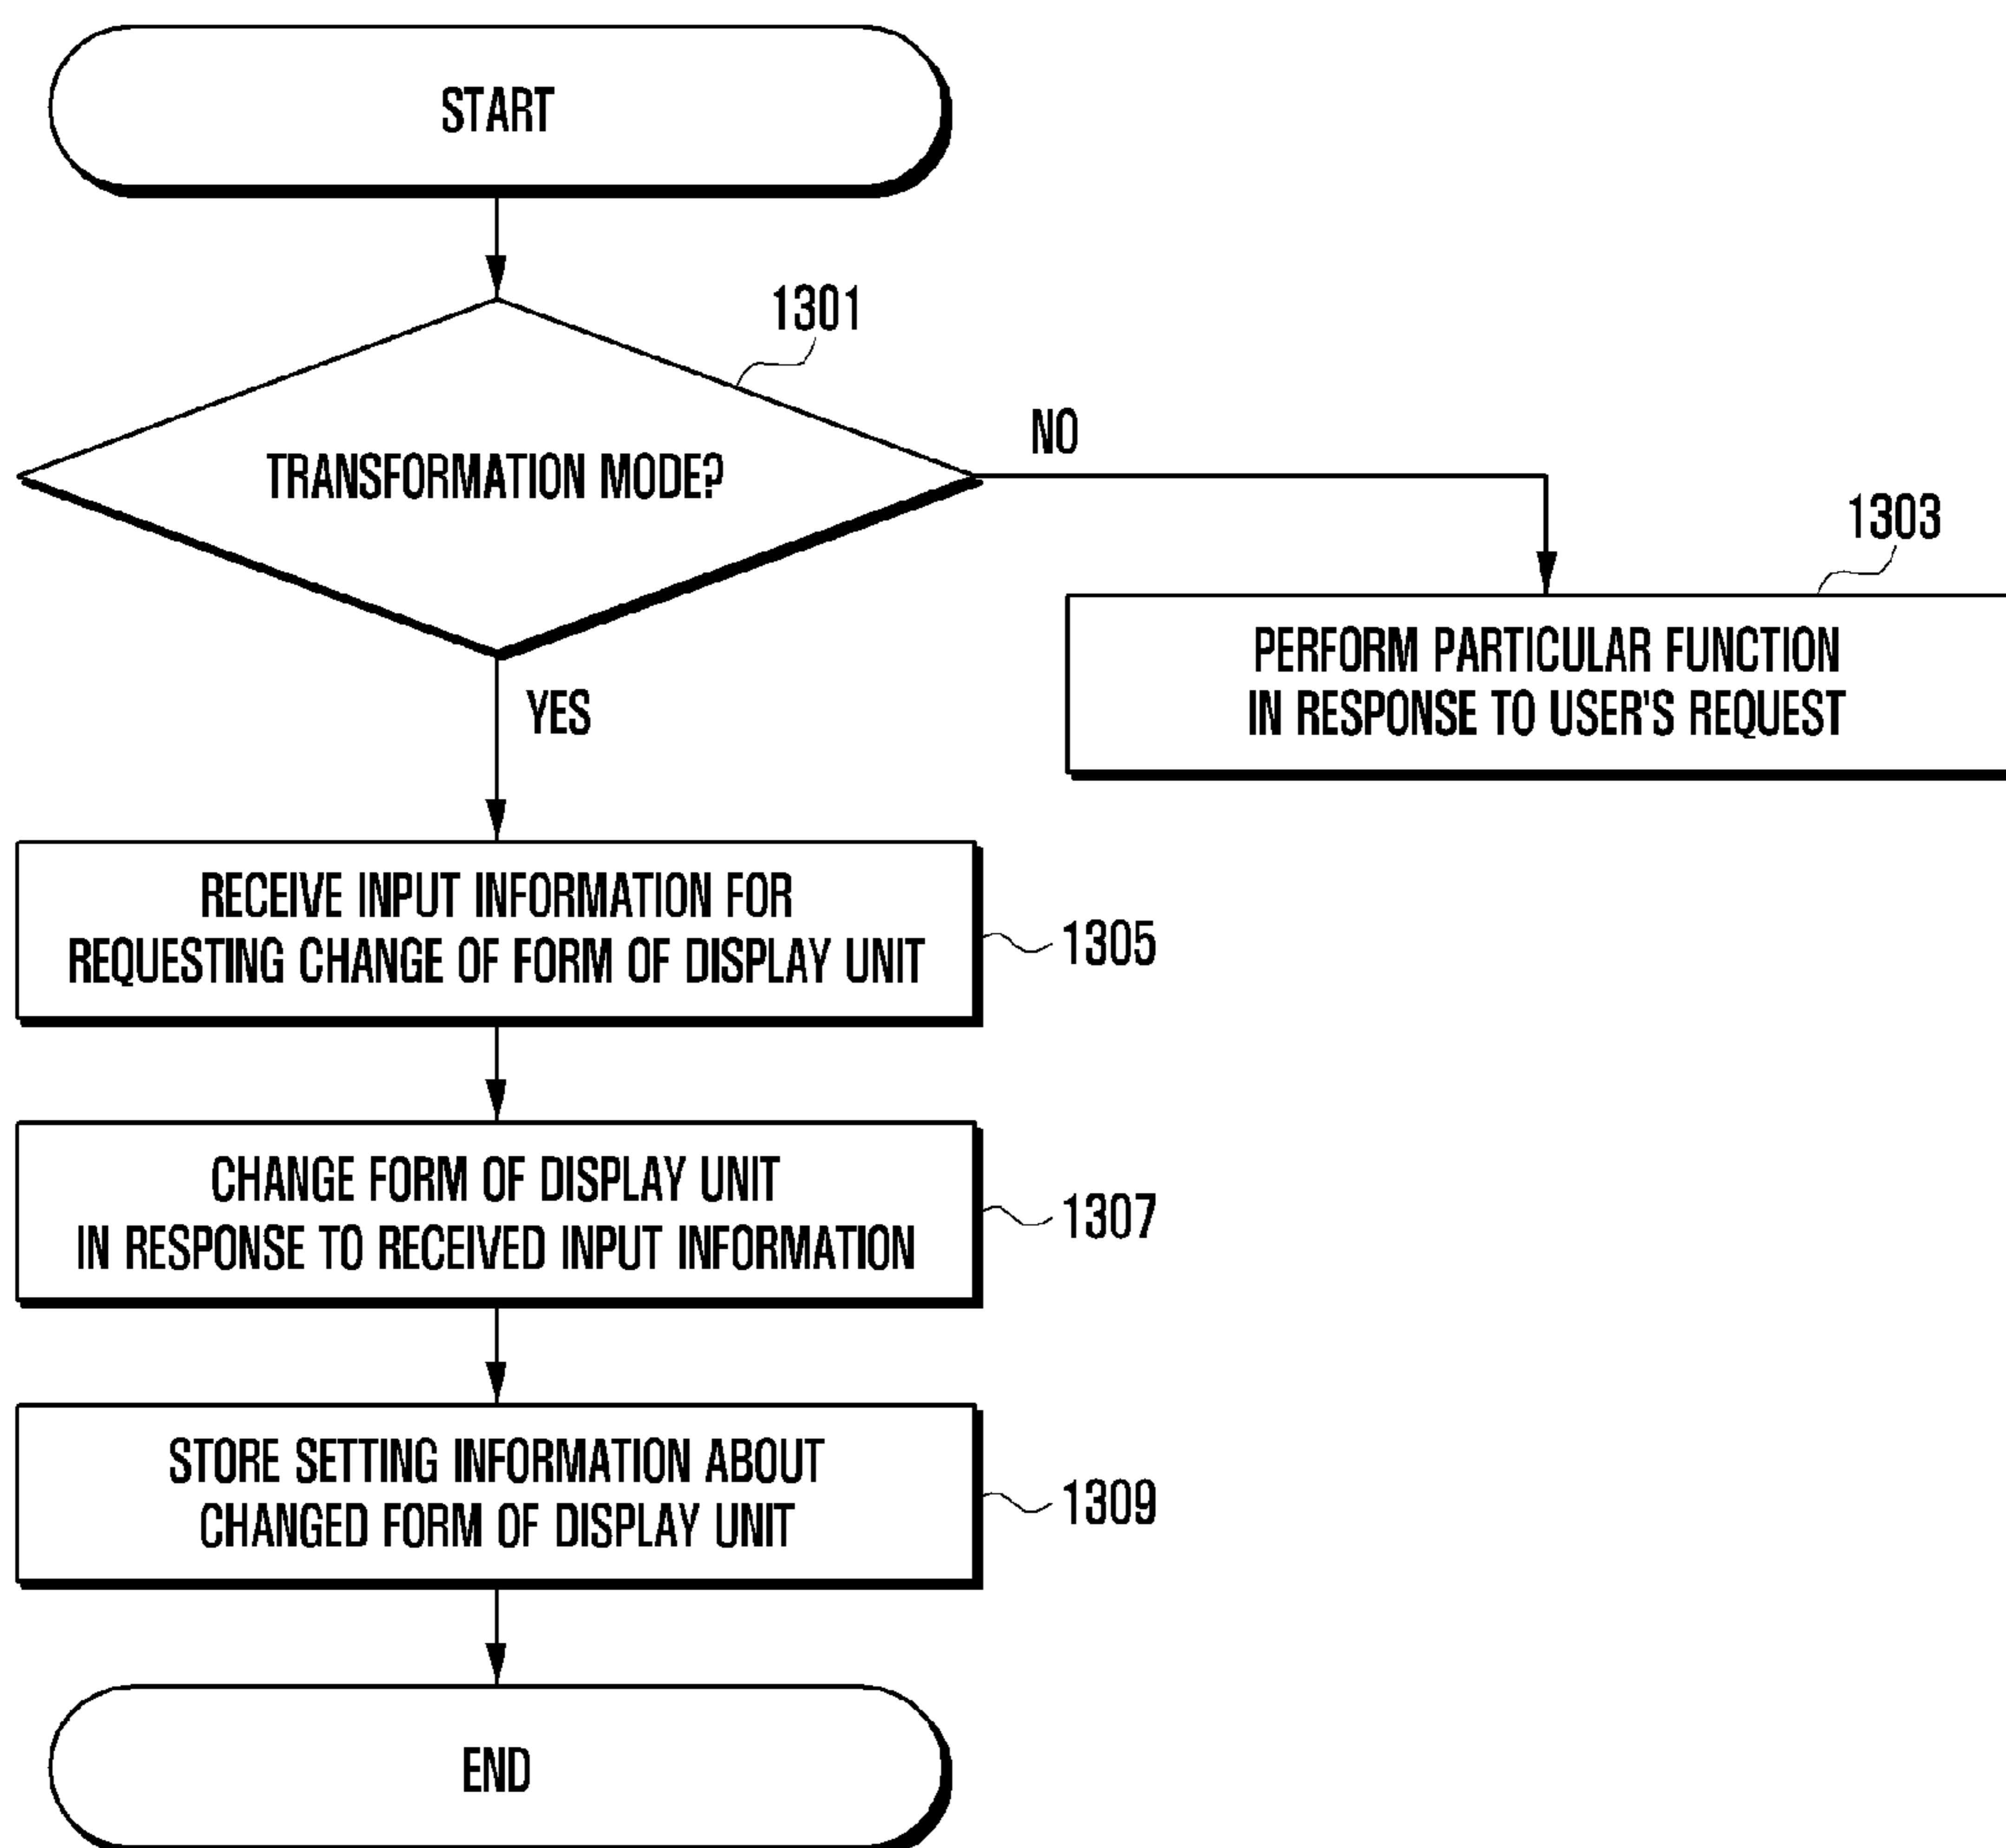 START
1301
TRANSFORMATION MODE?
NO
1303
PERFORM PARTICULAR FUNCTION
IN RESPONSE TO USER'S REQUEST
YES
RECEIVE INPUT INFORMATION FOR
REQUESTING CHANGE OF FORM OF DISPLAY UNIT
1305
CHANGE FORM OF DISPLAY UNIT
IN RESPONSE TO RECEIVED INPUT INFORMATION
1307
STORE SETTING INFORMATION ABOUT
CHANGED FORM OF DISPLAY UNIT
1309
END